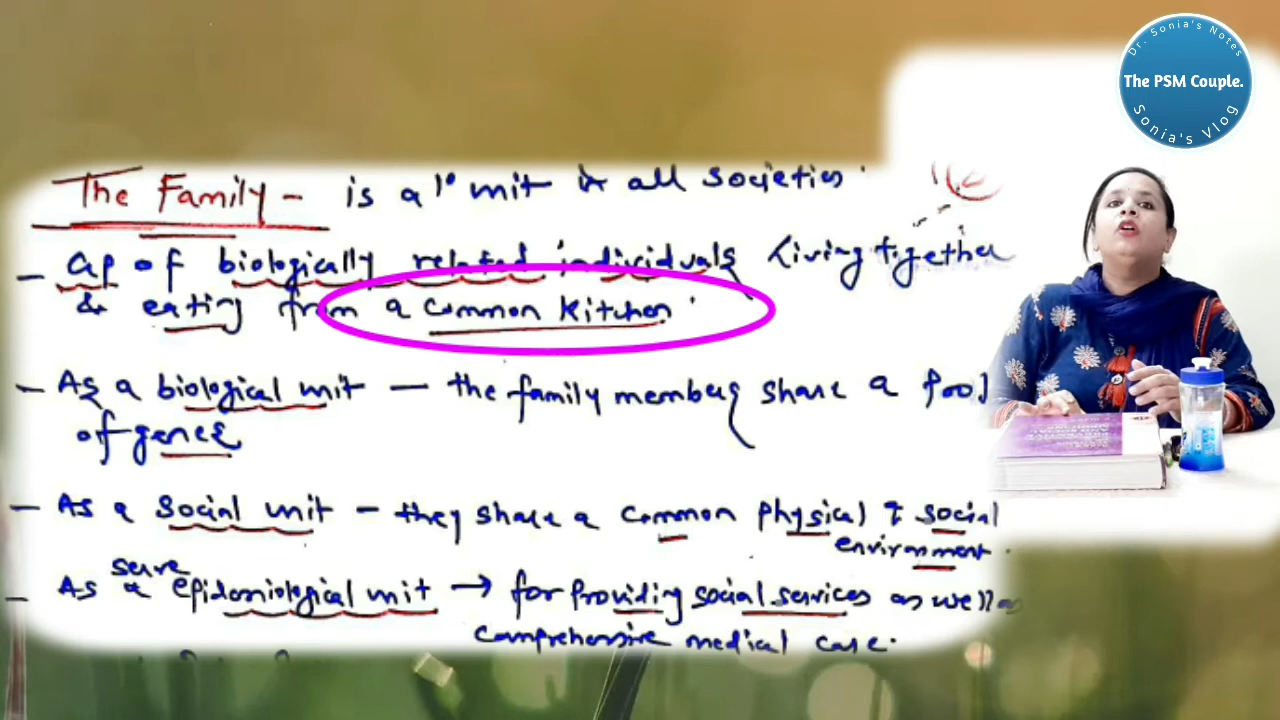 Dr. Sonia's Notes
The PSM Couple.
Sonia's Vlog
The Family - is a 1° unit in all societies.
- Gp of biologically related individuals living together
& eating from a common kitchen.
- As a biological unit — the family members share a pool
of genes
- As a social unit - they share a common physical & social
environment.
serve
- As a epidemiological unit → for providing social services as well as
comprehensive medical care.